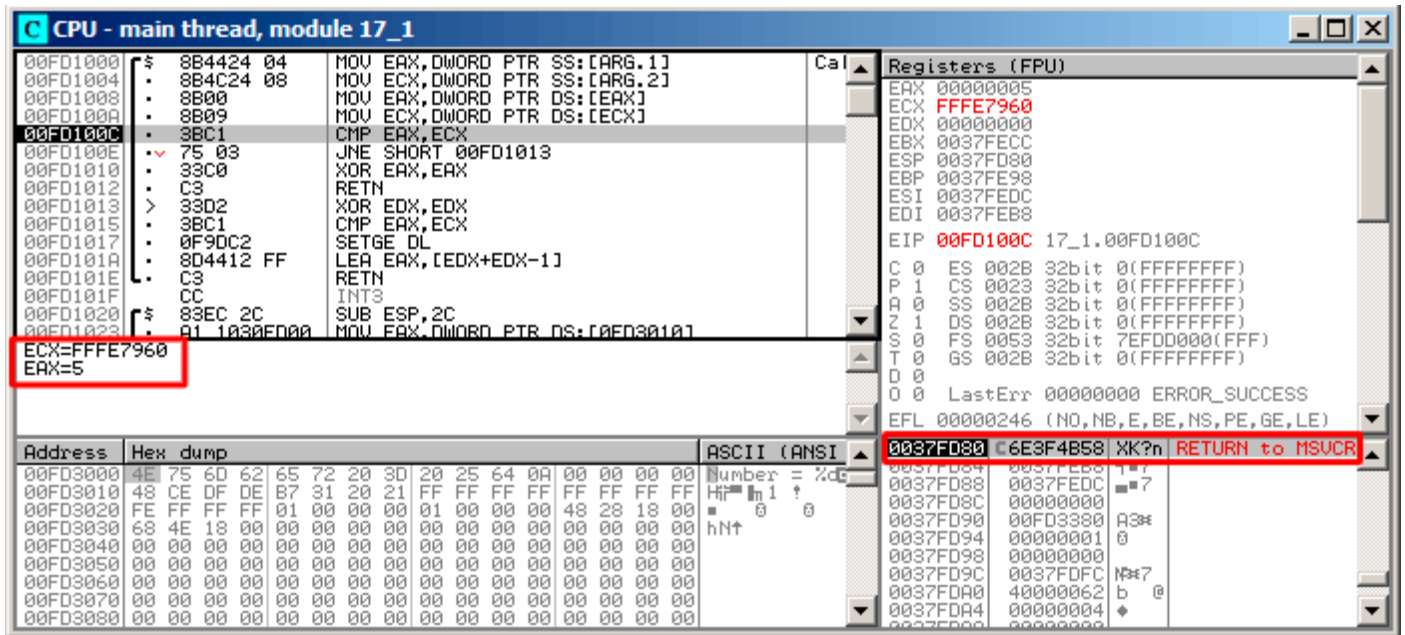 C CPU - main thread, module 17_1
00FD1000 $ 8B4424 04 MOV EAX,DWORD PTR SS:[ARG.1] Cal
00FD1004 . 8B4C24 08 MOV ECX,DWORD PTR SS:[ARG.2]
00FD1008 . 8B00 MOV EAX,DWORD PTR DS:[EAX]
00FD100A . 8B09 MOV ECX,DWORD PTR DS:[ECX]
00FD100C . 3BC1 CMP EAX,ECX
00FD100E . 75 03 JNE SHORT 00FD1013
00FD1010 . 33C0 XOR EAX,EAX
00FD1012 . C3 RETN
00FD1013 > 33D2 XOR EDX,EDX
00FD1015 . 3BC1 CMP EAX,ECX
00FD1017 . 0F9DC2 SETGE DL
00FD101A . 8D4412 FF LEA EAX,[EDX+EDX-1]
00FD101E . C3 RETN
00FD101F CC INT3
00FD1020 $ 83EC 2C SUB ESP,2C
00FD1023 . A1 1030FD00 MOV EAX,DWORD PTR DS:[0FD3010]
ECX=FFFE7960
EAX=5
Registers (FPU)
EAX 00000005
ECX FFFE7960
EDX 00000000
EBX 0037FECC
ESP 0037FD80
EBP 0037FE98
ESI 0037FEDC
EDI 0037FEB8
EIP 00FD100C 17_1.00FD100C
C 0 ES 002B 32bit 0(FFFFFFFF)
P 1 CS 0023 32bit 0(FFFFFFFF)
A 0 SS 002B 32bit 0(FFFFFFFF)
Z 1 DS 002B 32bit 0(FFFFFFFF)
S 0 FS 0053 32bit 7EFDD000(FFF)
T 0 GS 002B 32bit 0(FFFFFFFF)
D 0
O 0 LastErr 00000000 ERROR_SUCCESS
EFL 00000246 (NO,NB,E,BE,NS,PE,GE,LE)
Address Hex dump ASCII (ANSI
00FD3000 4E 75 6D 62 65 72 20 3D 20 25 64 0A 00 00 00 00 Number = %d
00FD3010 48 CE DF DE B7 31 20 21 FF FF FF FF FF FF FF FF
00FD3020 FE FF FF FF 01 00 00 00 01 00 00 00 48 28 18 00
00FD3030 68 4E 18 00 00 00 00 00 00 00 00 00 00 00 00 00 hN↑
00FD3040 00 00 00 00 00 00 00 00 00 00 00 00 00 00 00 00
00FD3050 00 00 00 00 00 00 00 00 00 00 00 00 00 00 00 00
00FD3060 00 00 00 00 00 00 00 00 00 00 00 00 00 00 00 00
00FD3070 00 00 00 00 00 00 00 00 00 00 00 00 00 00 00 00
00FD3080 00 00 00 00 00 00 00 00 00 00 00 00 00 00 00 00
0037FD80 C 6E3F4B58 XK?n RETURN to MSVCR
0037FD84 0037FEB8
0037FD88 0037FEDC
0037FD8C 00000000
0037FD90 00FD3380
0037FD94 00000001
0037FD98 00000000
0037FD9C 0037FDFC
0037FDA0 40000062 b @
0037FDA4 00000004 ♦